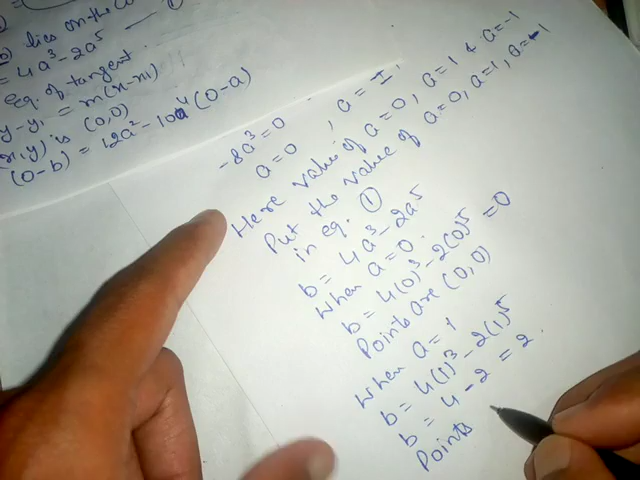 b) lies on the
= 4a³ - 2a⁵ — ①
eq. of tangent
y - y₁ = m(x - x₁)
(x, y) is (0,0)
(0-b) = 12a² - 10a⁴ (0-a)
-8a³ = 0
a = 0 , a = ±1
Here value of a = 0, a = 1 & a = -1
Put the value of a = 0, a = 1, a = -1
in eq. ①
b = 4a³ - 2a⁵
When a = 0.
b = 4(0)³ - 2(0)⁵ = 0
Points are (0,0)
When a = 1
b = 4(1)³ - 2(1)⁵
b = 4 - 2 = 2.
Points